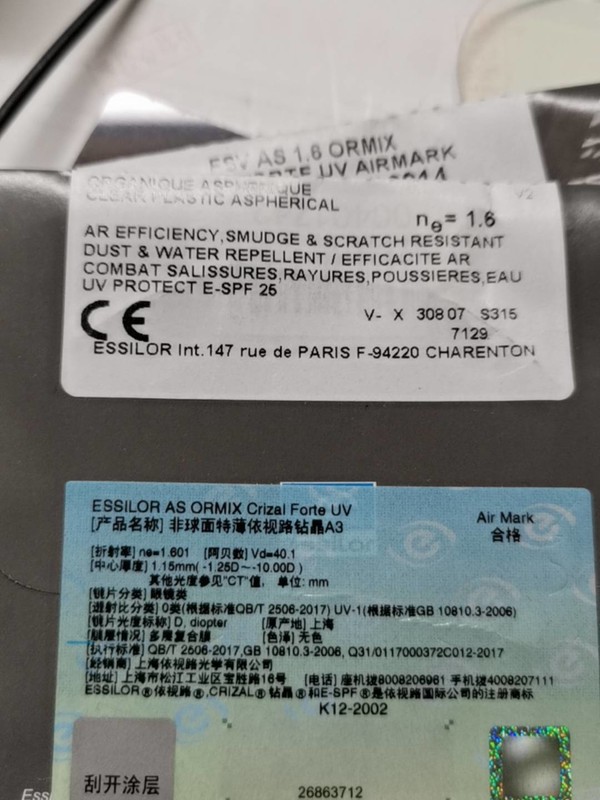 AS 1.6 ORMIX
UV AIRMARK
ORGANIQUE ASPHERIQUE
CLEAR PLASTIC ASPHERICAL
V2
ne= 1.6
AR EFFICIENCY,SMUDGE & SCRATCH RESISTANT
DUST & WATER REPELLENT / EFFICACITE AR
COMBAT SALISSURES,RAYURES,POUSSIERES,EAU
UV PROTECT E-SPF 25
CE
V- X 30807 S315
7129
ESSILOR Int.147 rue de PARIS F-94220 CHARENTON
ESSILOR AS ORMIX Crizal Forte UV
[产品名称] 非球面特薄依视路钻晶A3
Air Mark
合格
[折射率] ne=1.601 [阿贝数] Vd=40.1
[中心厚度] 1.15mm( -1.25D~-10.00D)
其他光度参见"CT"值, 单位: mm
[镜片分类] 眼镜类
[透射比分类] 0类(根据标准QB/T 2506-2017) UV-1(根据标准GB 10810.3-2006)
[镜片光度标称] D, diopter [原产地] 上海
[膜层情况] 多层复合膜 [色泽] 无色
[执行标准] QB/T 2506-2017,GB 10810.3-2006, Q31/0117000372C012-2017
[经销商] 上海依视路光学有限公司
[地址] 上海市松江工业区宝胜路16号 [电话] 座机拨8008206961 手机拨4008207111
ESSILOR®依视路®,CRIZAL®钻晶®和E-SPF®是依视路国际公司的注册商标
K12-2002
刮开涂层
26863712